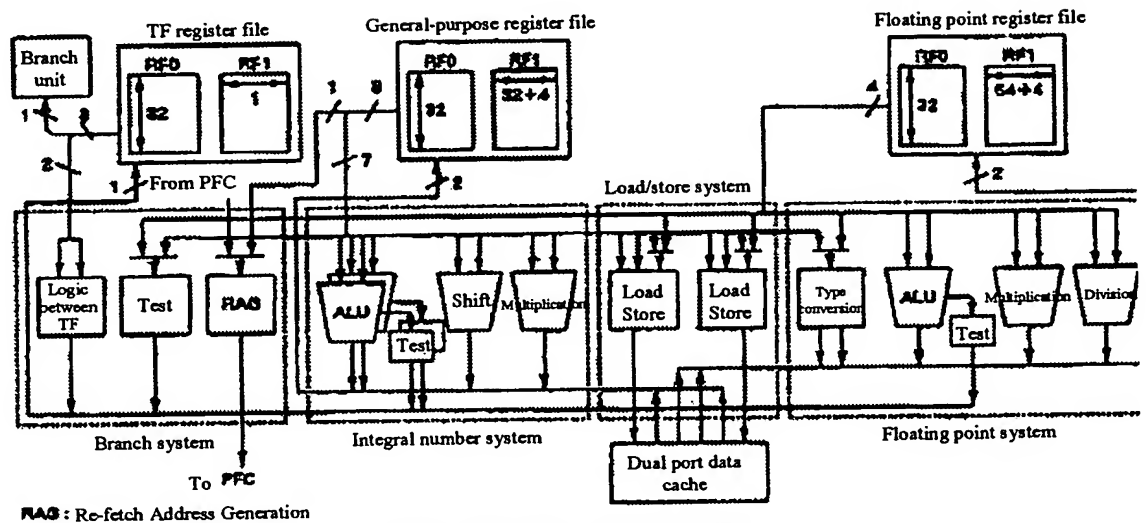 TF register file
General-purpose register file
Floating point register file
Branch
unit
RF0
RF1
32
1
RF0
RF1
32
32+4
RF0
RF1
32
64+4
1
3
2
1
From PFC
1
8
7
2
4
2
Load/store system
Logic
between
TF
Test
RAG
ALU
Test
Shift
Multiplication
Load
Store
Load
Store
Type
conversion
ALU
Test
Multiplication
Division
Branch system
Integral number system
Floating point system
Dual port data
cache
To PFC
RAG : Re-fetch Address Generation